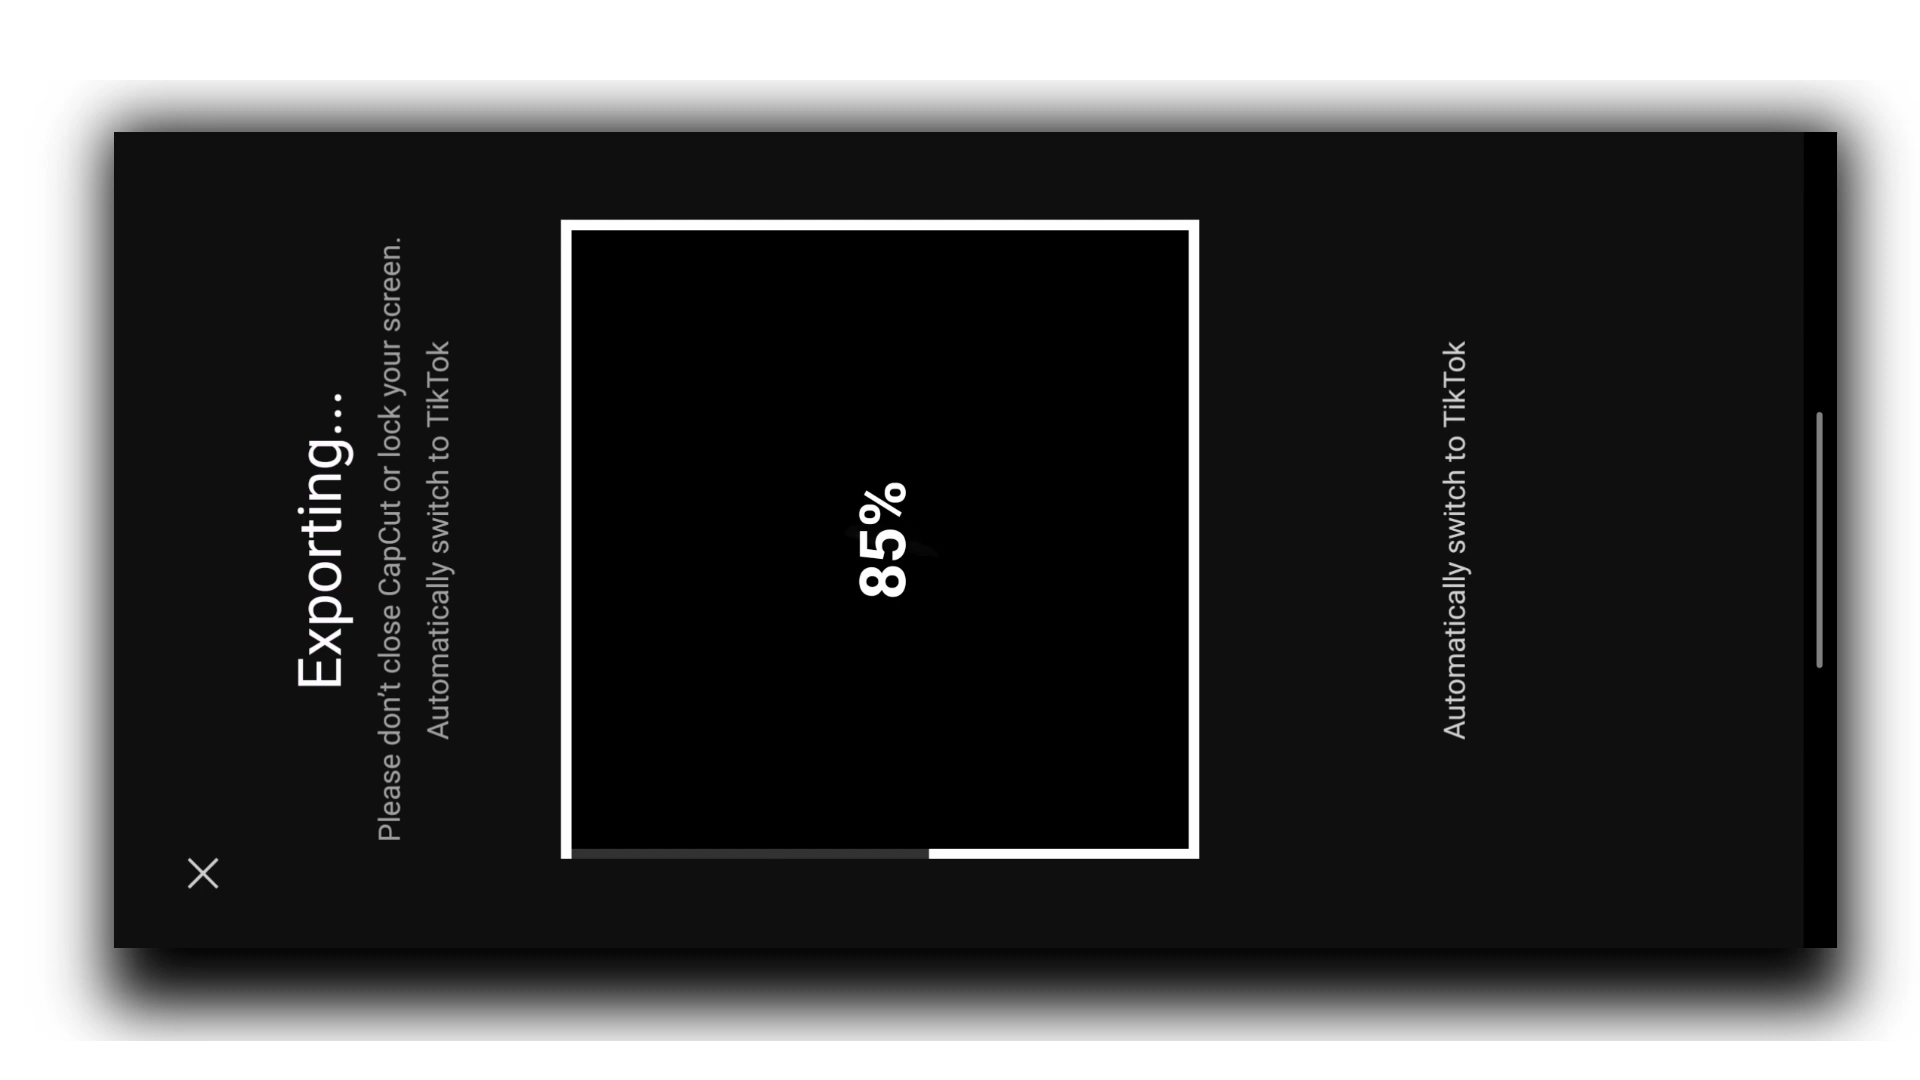 Exporting...
Please don't close CapCut or lock your screen.
Automatically switch to TikTok
85%
Automatically switch to TikTok